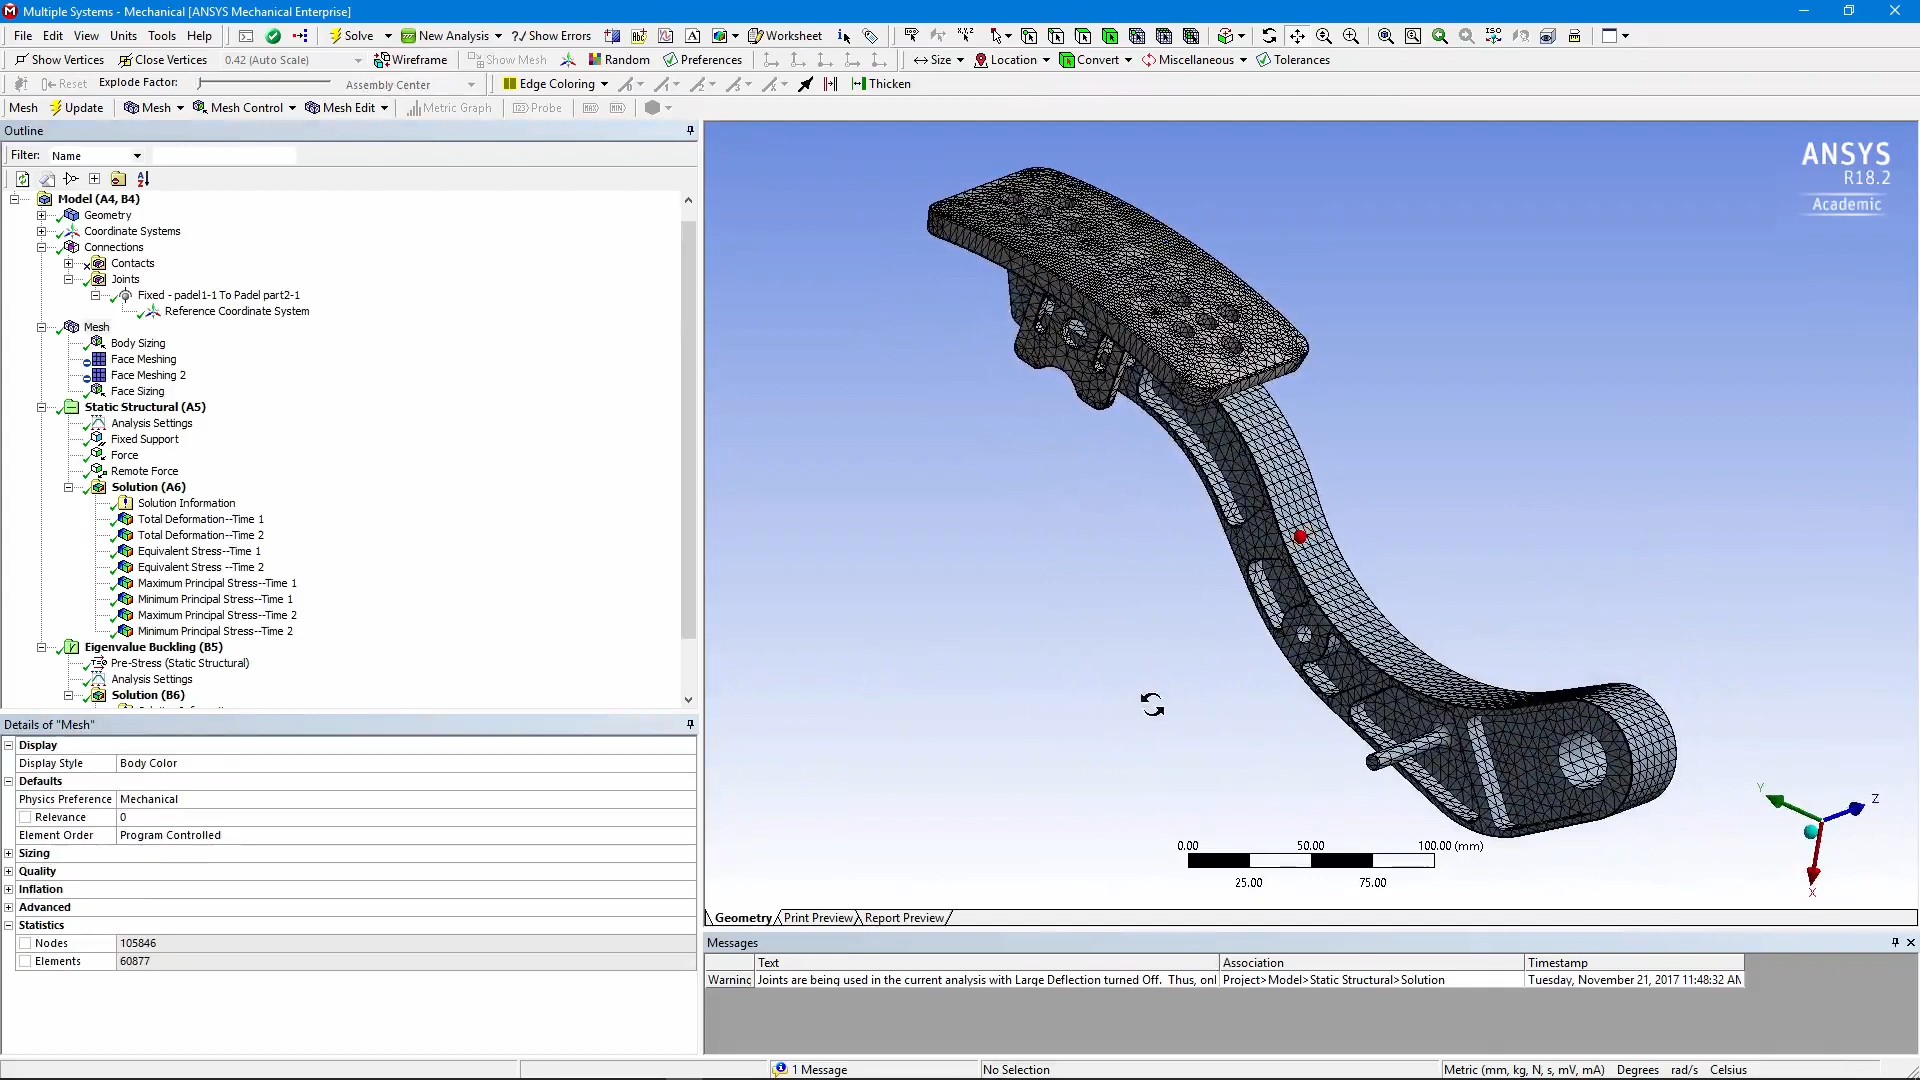 Multiple Systems - Mechanical [ANSYS Mechanical Enterprise]
File Edit View Units Tools Help Solve New Analysis Show Errors Worksheet
Show Vertices Close Vertices 0.42 (Auto Scale) Wireframe Show Mesh Random Preferences Size Location Convert Miscellaneous Tolerances
Reset Explode Factor: Assembly Center Edge Coloring Thicken
Mesh Update Mesh Mesh Control Mesh Edit Metric Graph Probe
Outline
Filter: Name
Model (A4, B4)
Geometry
Coordinate Systems
Connections
Contacts
Joints
Fixed - padel1-1 To Padel part2-1
Reference Coordinate System
Mesh
Body Sizing
Face Meshing
Face Meshing 2
Face Sizing
Static Structural (A5)
Analysis Settings
Fixed Support
Force
Remote Force
Solution (A6)
Solution Information
Total Deformation--Time 1
Total Deformation--Time 2
Equivalent Stress--Time 1
Equivalent Stress --Time 2
Maximum Principal Stress--Time 1
Minimum Principal Stress--Time 1
Maximum Principal Stress--Time 2
Minimum Principal Stress--Time 2
Eigenvalue Buckling (B5)
Pre-Stress (Static Structural)
Analysis Settings
Solution (B6)
Details of "Mesh"
Display
Display Style Body Color
Defaults
Physics Preference Mechanical
Relevance 0
Element Order Program Controlled
Sizing
Quality
Inflation
Advanced
Statistics
Nodes 105846
Elements 60877
ANSYS
R18.2
Academic
0.00 50.00 100.00 (mm)
25.00 75.00
Y Z
X
Geometry Print Preview Report Preview
Messages
Text Association Timestamp
Warning Joints are being used in the current analysis with Large Deflection turned Off. Thus, onl Project>Model>Static Structural>Solution Tuesday, November 21, 2017 11:48:32 AM
1 Message No Selection Metric (mm, kg, N, s, mV, mA) Degrees rad/s Celsius